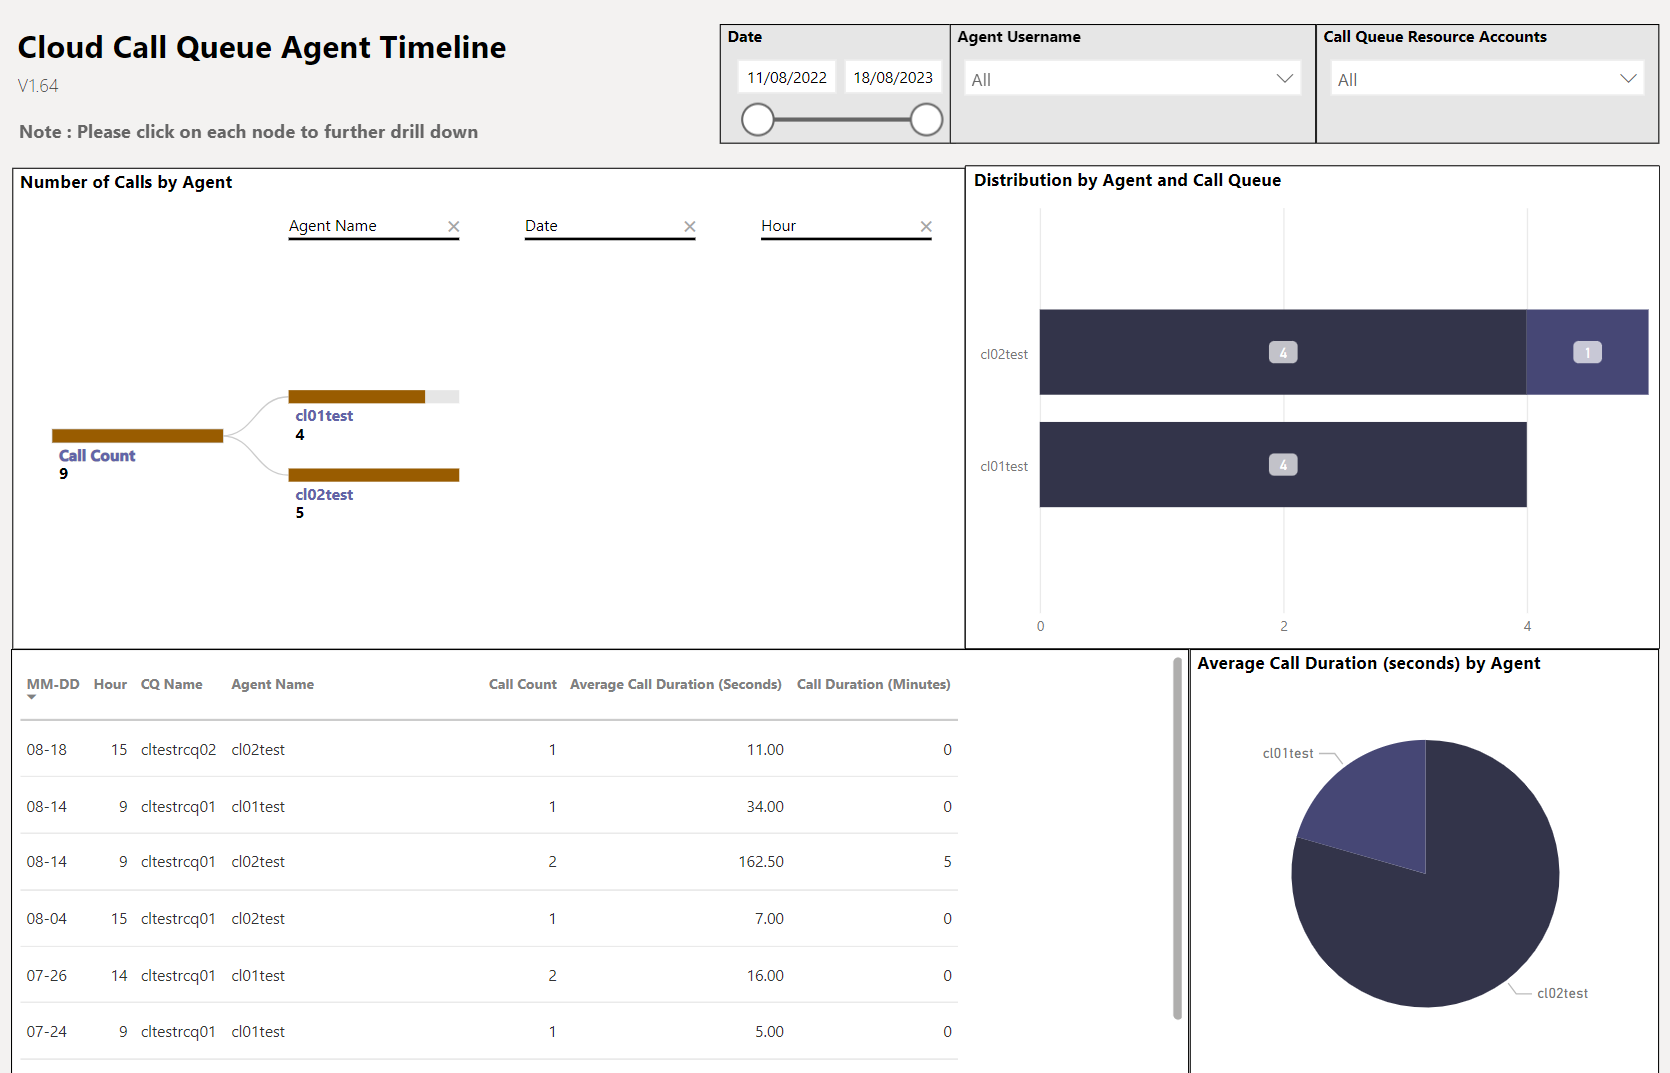 Cloud Call Queue Agent Timeline
V1.64
Note : Please click on each node to further drill down
Date
11/08/2022 18/08/2023
Agent Username
All
Call Queue Resource Accounts
All
Number of Calls by Agent
Agent Name Date Hour
Call Count
9
cl01test
4
cl02test
5
Distribution by Agent and Call Queue
cl02test 4 1
cl01test 4
0 2 4
MM-DD Hour CQ Name Agent Name Call Count Average Call Duration (Seconds) Call Duration (Minutes)
08-18 15 cltestrcq02 cl02test 1 11.00 0
08-14 9 cltestrcq01 cl01test 1 34.00 0
08-14 9 cltestrcq01 cl02test 2 162.50 5
08-04 15 cltestrcq01 cl02test 1 7.00 0
07-26 14 cltestrcq01 cl01test 2 16.00 0
07-24 9 cltestrcq01 cl01test 1 5.00 0
Average Call Duration (seconds) by Agent
cl01test
cl02test